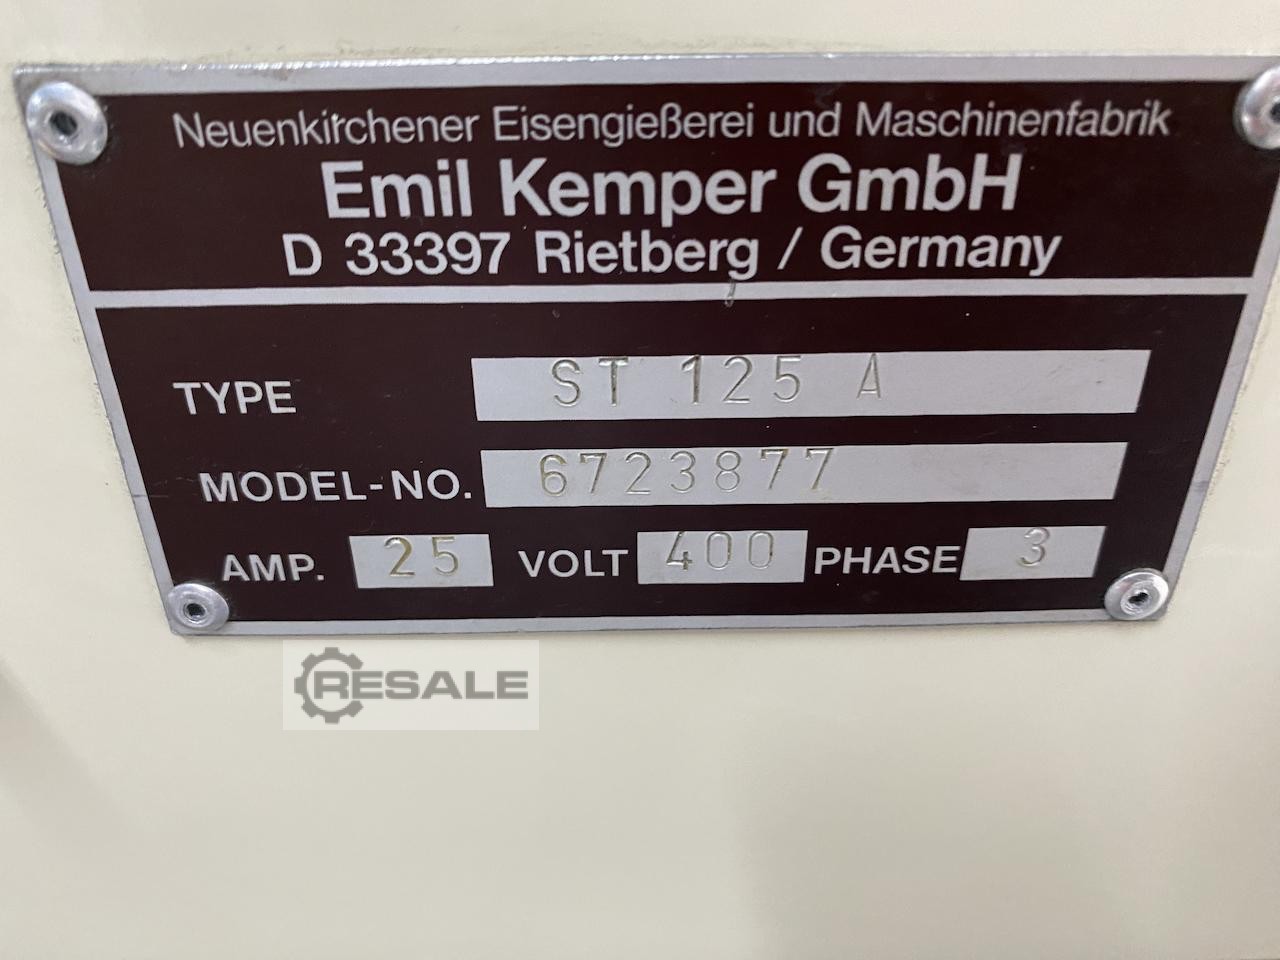 Neuenkirchener Eisengießerei und Maschinenfabrik
Emil Kemper GmbH
D 33397 Rietberg / Germany
TYPE ST 125 A
MODEL-NO. 6723877
AMP. 25 VOLT 400 PHASE 3
RESALE